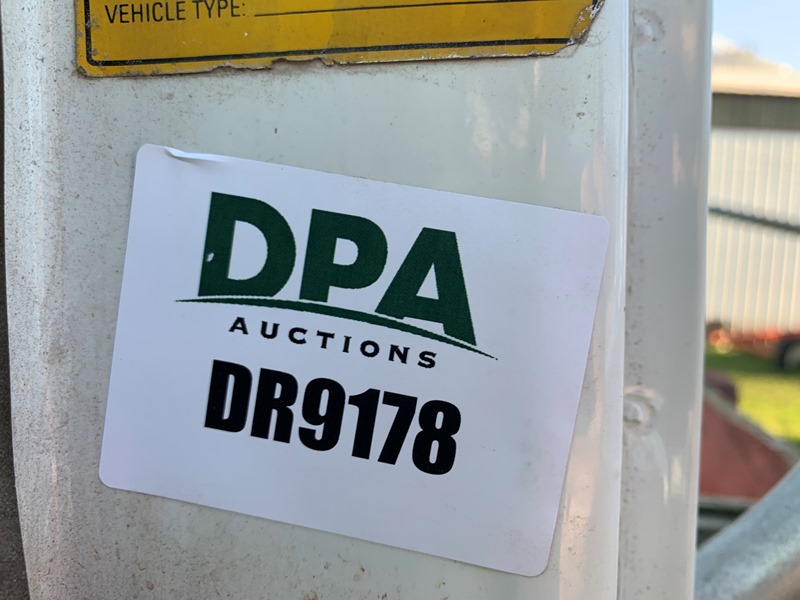 VEHICLE TYPE:
DPA
AUCTIONS
DR9178